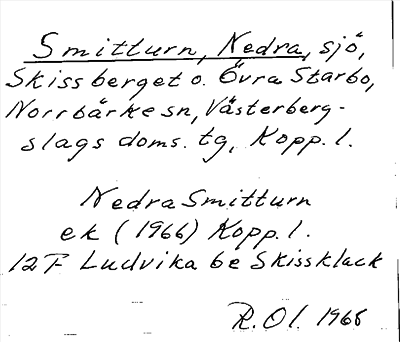 Smitturn, Nedra, sjö,
Skissberget o. Övra Starbo,
Norrbärke sn, Västerberg-
slags doms. tg, Kopp. l.
Nedra Smitturn
ek (1966) Kopp. l.
12 F Ludvika be Skissklack
R. Ol. 1968